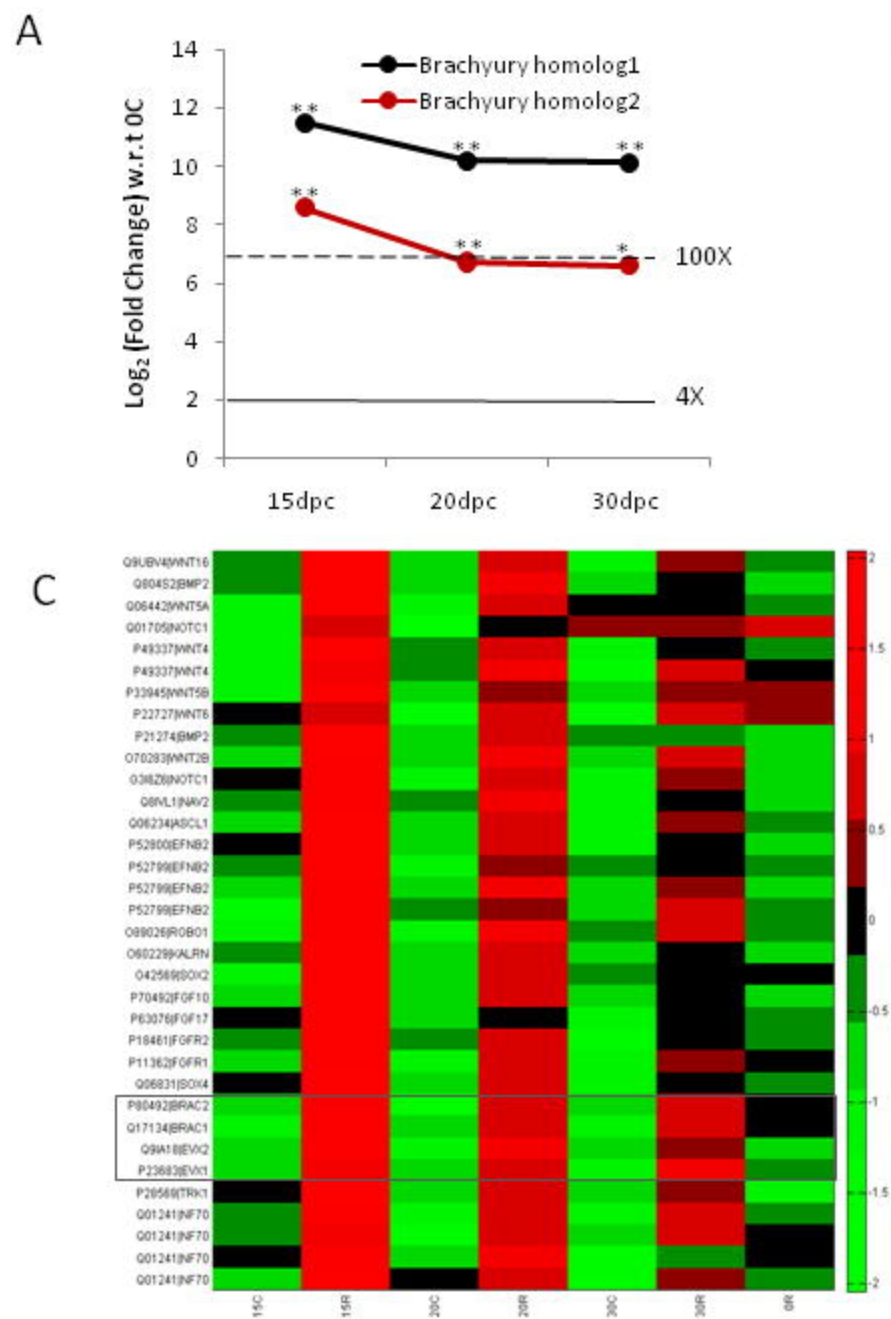 A
14
12
10
8
6
4
2
0
Log2 (Fold Change) w.r.t 0C
Brachyury homolog1
Brachyury homolog2
**
**
**
**
**
*
100X
4X
15dpc 20dpc 30dpc
C
Q9UBV4|WNT16
Q804S2|BMP2
Q06442|WNT5A
Q01705|NOTC1
P49337|WNT4
P49337|WNT4
P33945|WNT5B
P22727|WNT6
P21274|BMP2
O70283|WNT2B
G3I6Z6|NOTC1
Q8IVL1|NAV2
Q06234|ASCL1
P52800|EFNB2
P52799|EFNB2
P52799|EFNB2
P52799|EFNB2
O89026|ROBO1
O60229|KALRN
O42569|SOX2
P70492|FGF10
P63076|FGF17
P18461|FGFR2
P11362|FGFR1
Q06831|SOX4
P80492|BRAC2
Q17134|BRAC1
Q9IA18|EVX2
P23683|EVX1
P28569|TRK1
Q01241|NF70
Q01241|NF70
Q01241|NF70
Q01241|NF70
15C 15R 20C 20R 30C 30R 0R
2
1.5
1
0.5
0
-0.5
-1
-1.5
-2